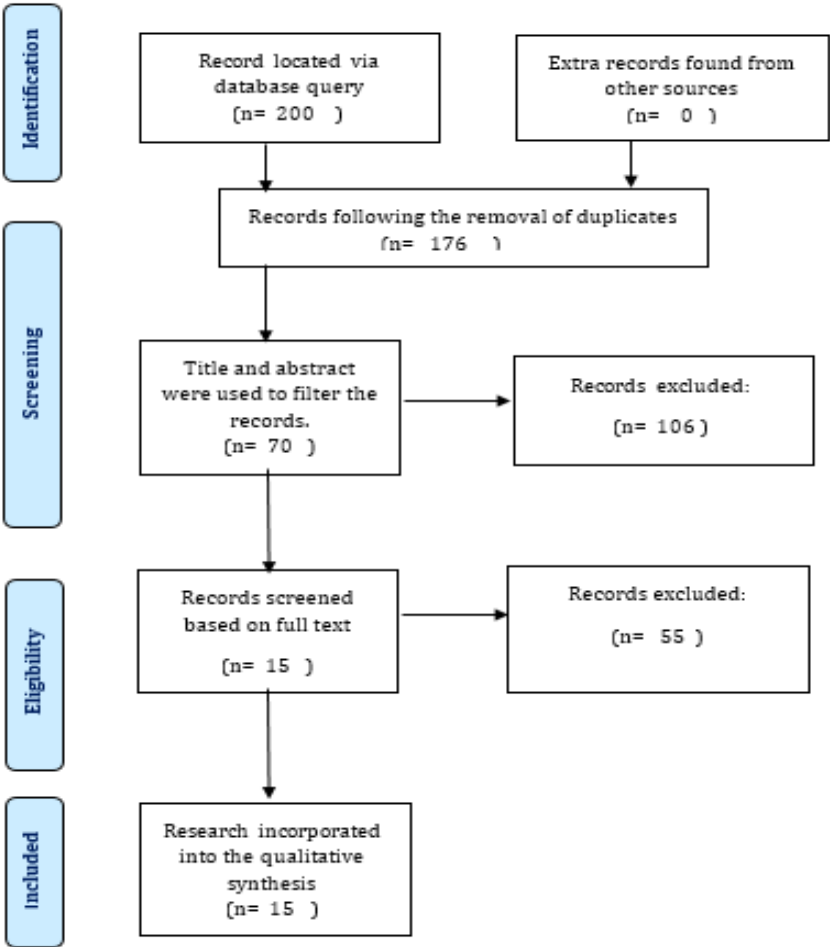 Identification
Record located via
database query
(n= 200 )
Extra records found from
other sources
(n= 0 )
Records following the removal of duplicates
(n= 176 )
Screening
Title and abstract
were used to filter the
records.
(n= 70 )
Records excluded:
(n= 106 )
Eligibility
Records screened
based on full text
(n= 15 )
Records excluded:
(n= 55 )
Included
Research incorporated
into the qualitative
synthesis
(n= 15 )